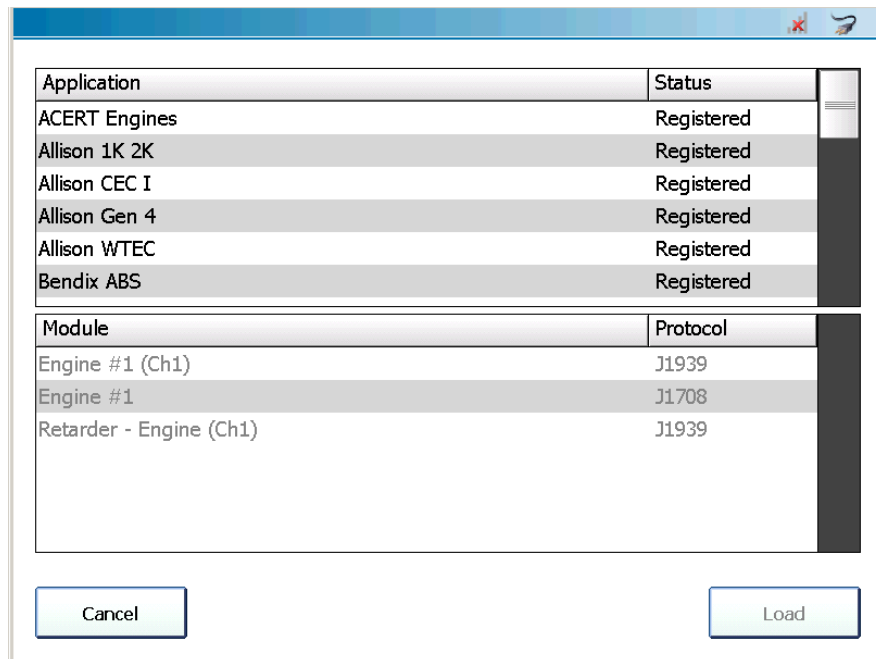 Application Status
ACERT Engines Registered
Allison 1K 2K Registered
Allison CEC I Registered
Allison Gen 4 Registered
Allison WTEC Registered
Bendix ABS Registered
Module Protocol
Engine #1 (Ch1) J1939
Engine #1 J1708
Retarder - Engine (Ch1) J1939
Cancel Load